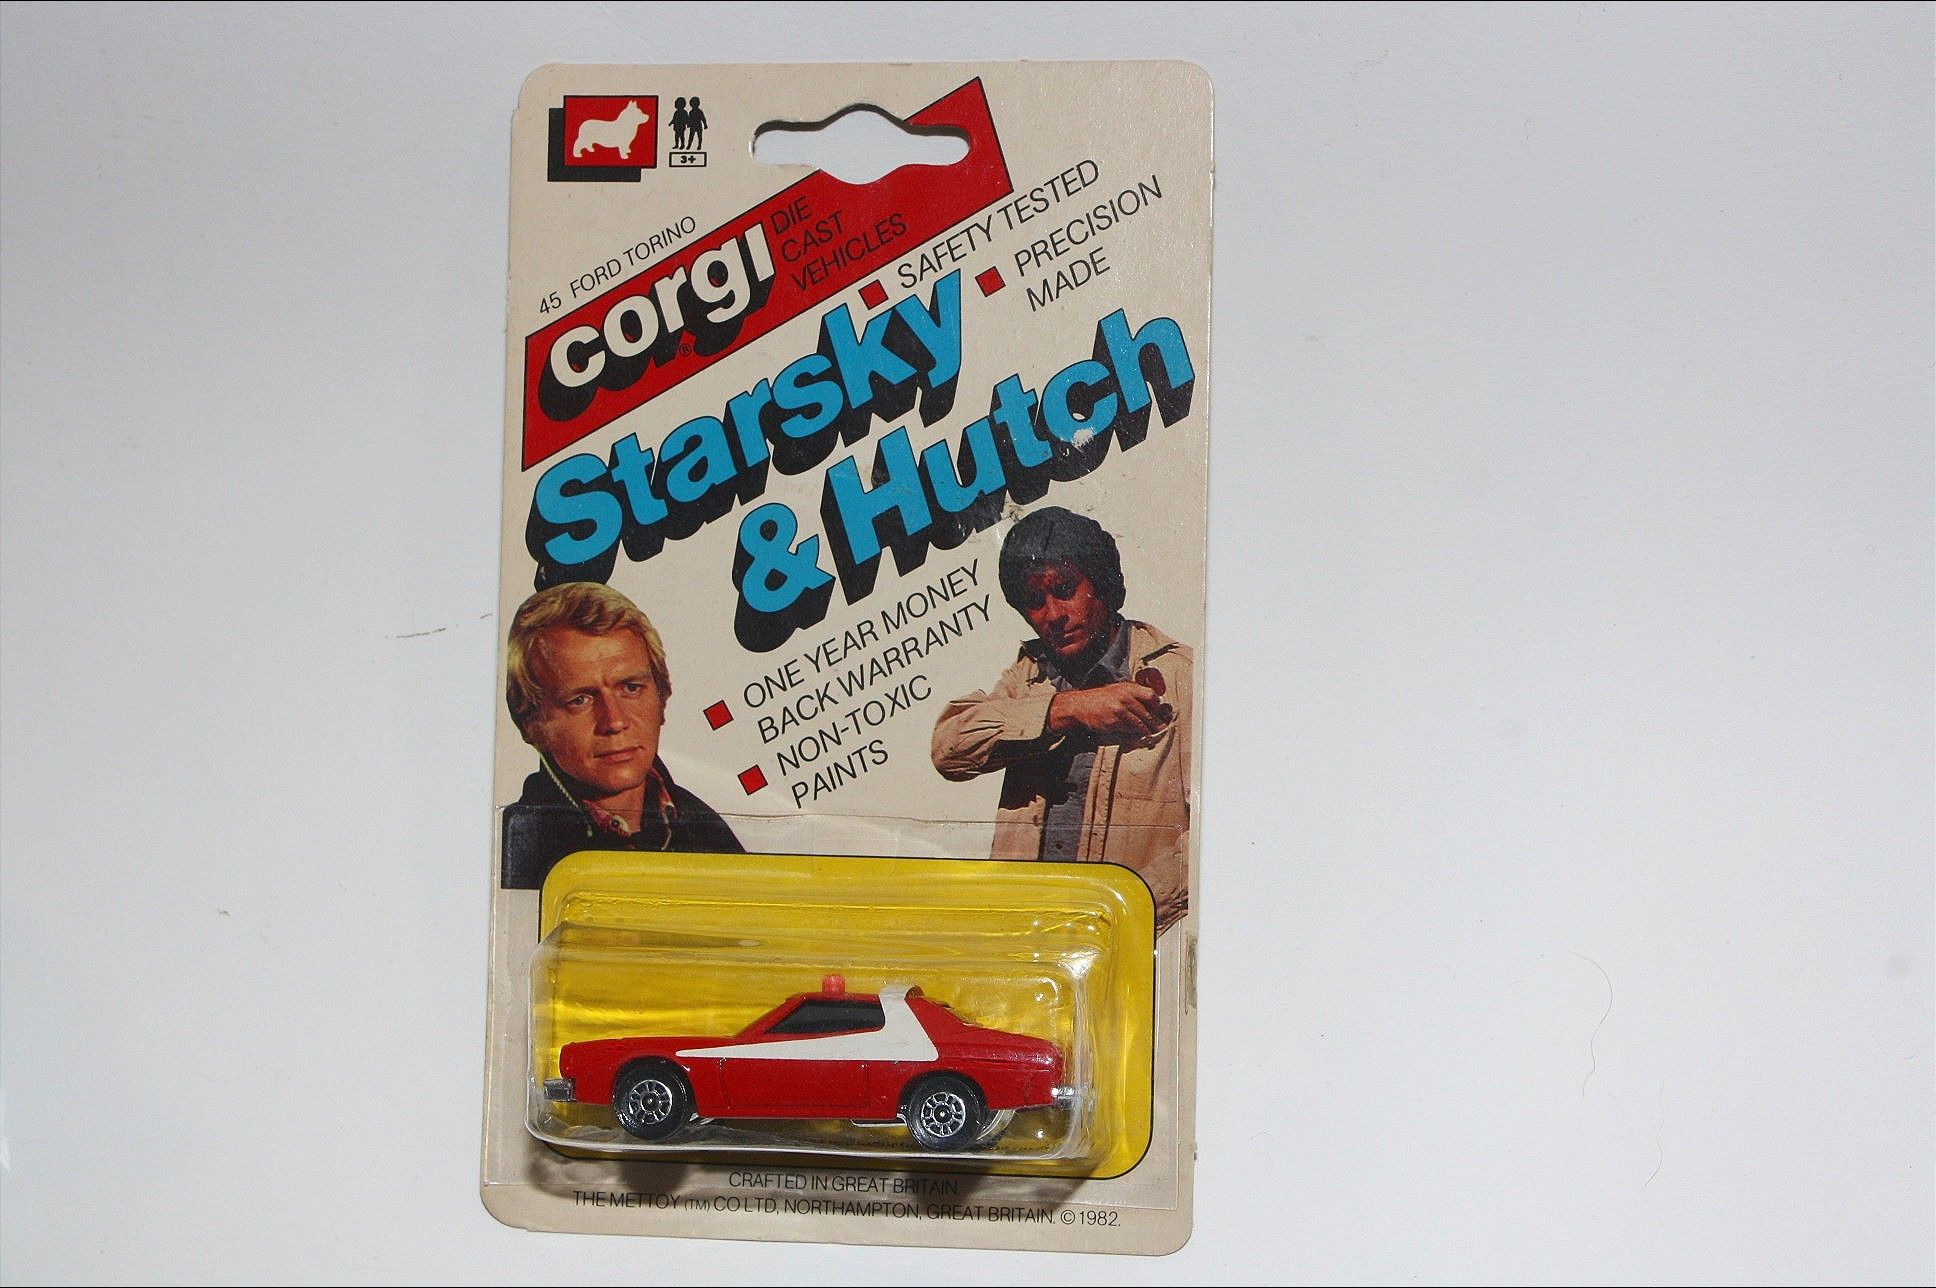 3+
45 FORD TORINO
corgi®
DIE
CAST
VEHICLES
SAFETY TESTED
PRECISION
MADE
Starsky
& Hutch
ONE YEAR MONEY
BACK WARRANTY
NON-TOXIC
PAINTS
CRAFTED IN GREAT BRITAIN.
THE METTOY (TM) CO LTD, NORTHAMPTON, GREAT BRITAIN. © 1982.